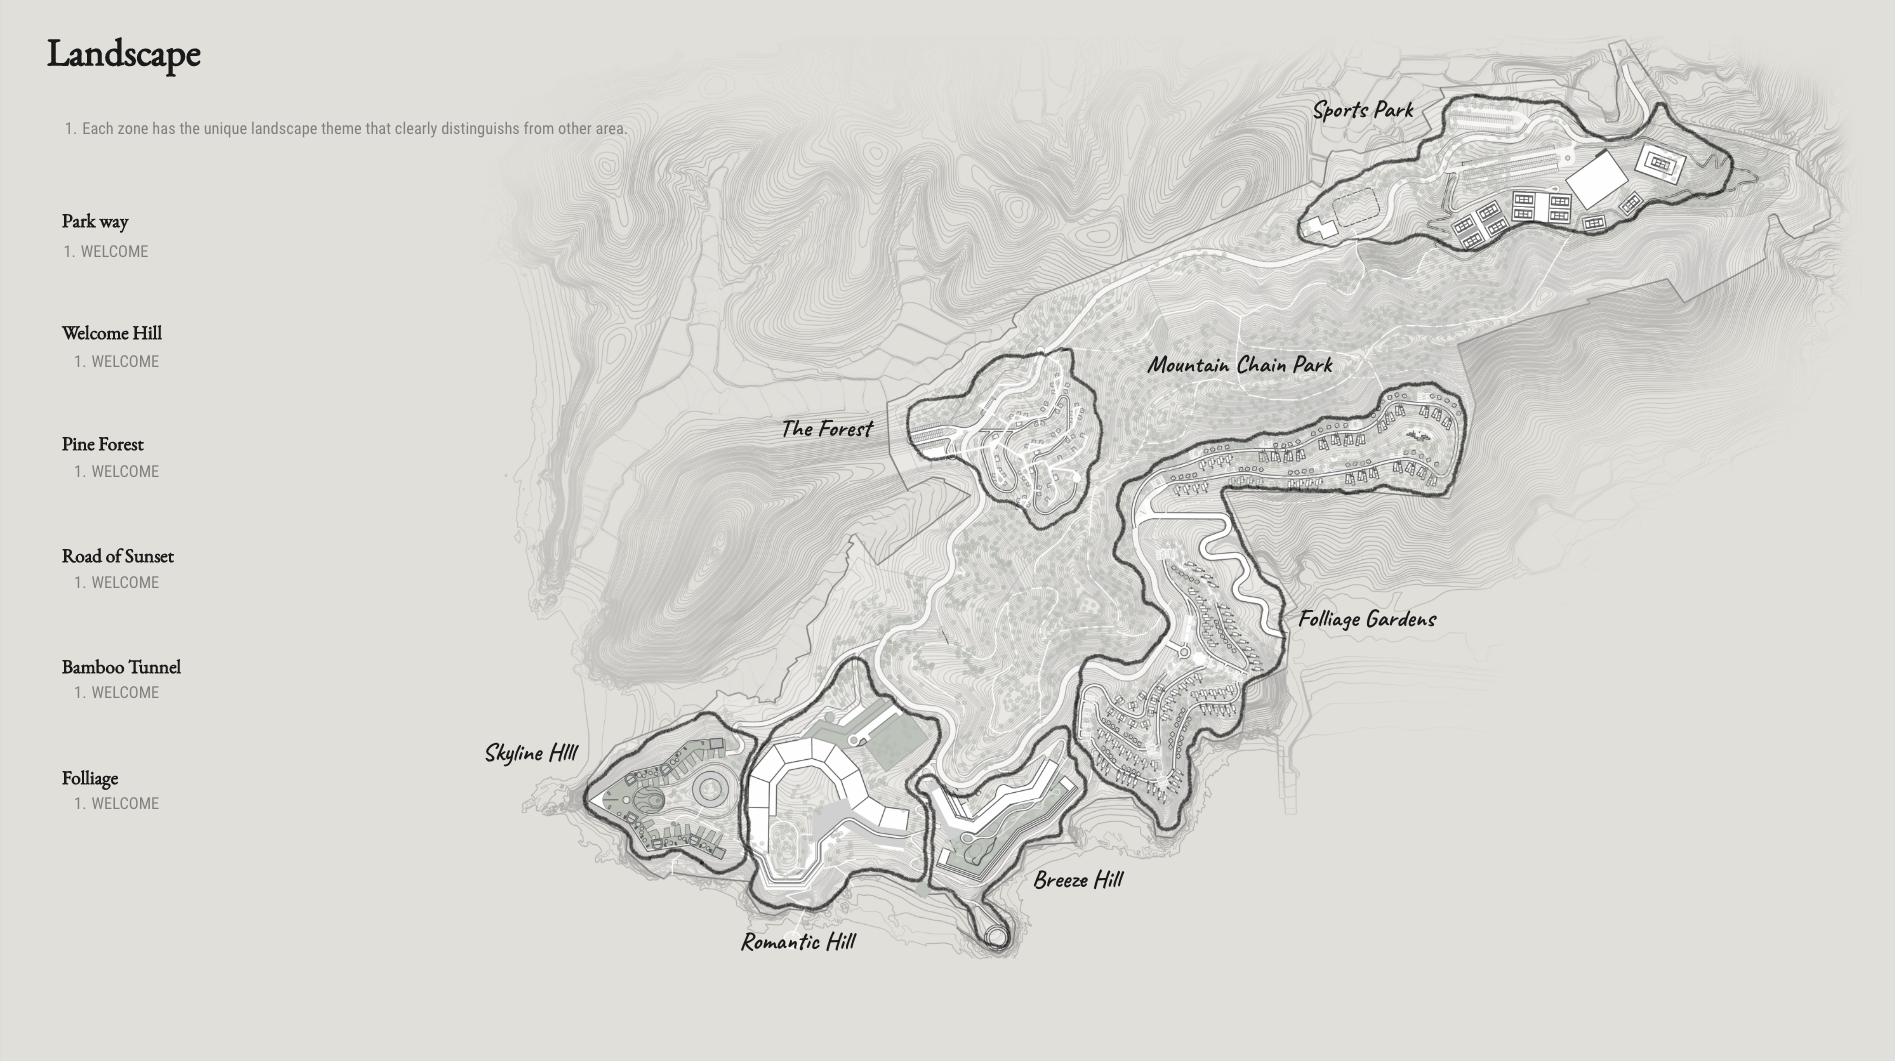 Landscape
1. Each zone has the unique landscape theme that clearly distinguishs from other area.
Park way
1. WELCOME
Welcome Hill
1. WELCOME
Pine Forest
1. WELCOME
Road of Sunset
1. WELCOME
Bamboo Tunnel
1. WELCOME
Folliage
1. WELCOME
Sports Park
Mountain Chain Park
The Forest
Folliage Gardens
Skyline HIll
Breeze Hill
Romantic Hill